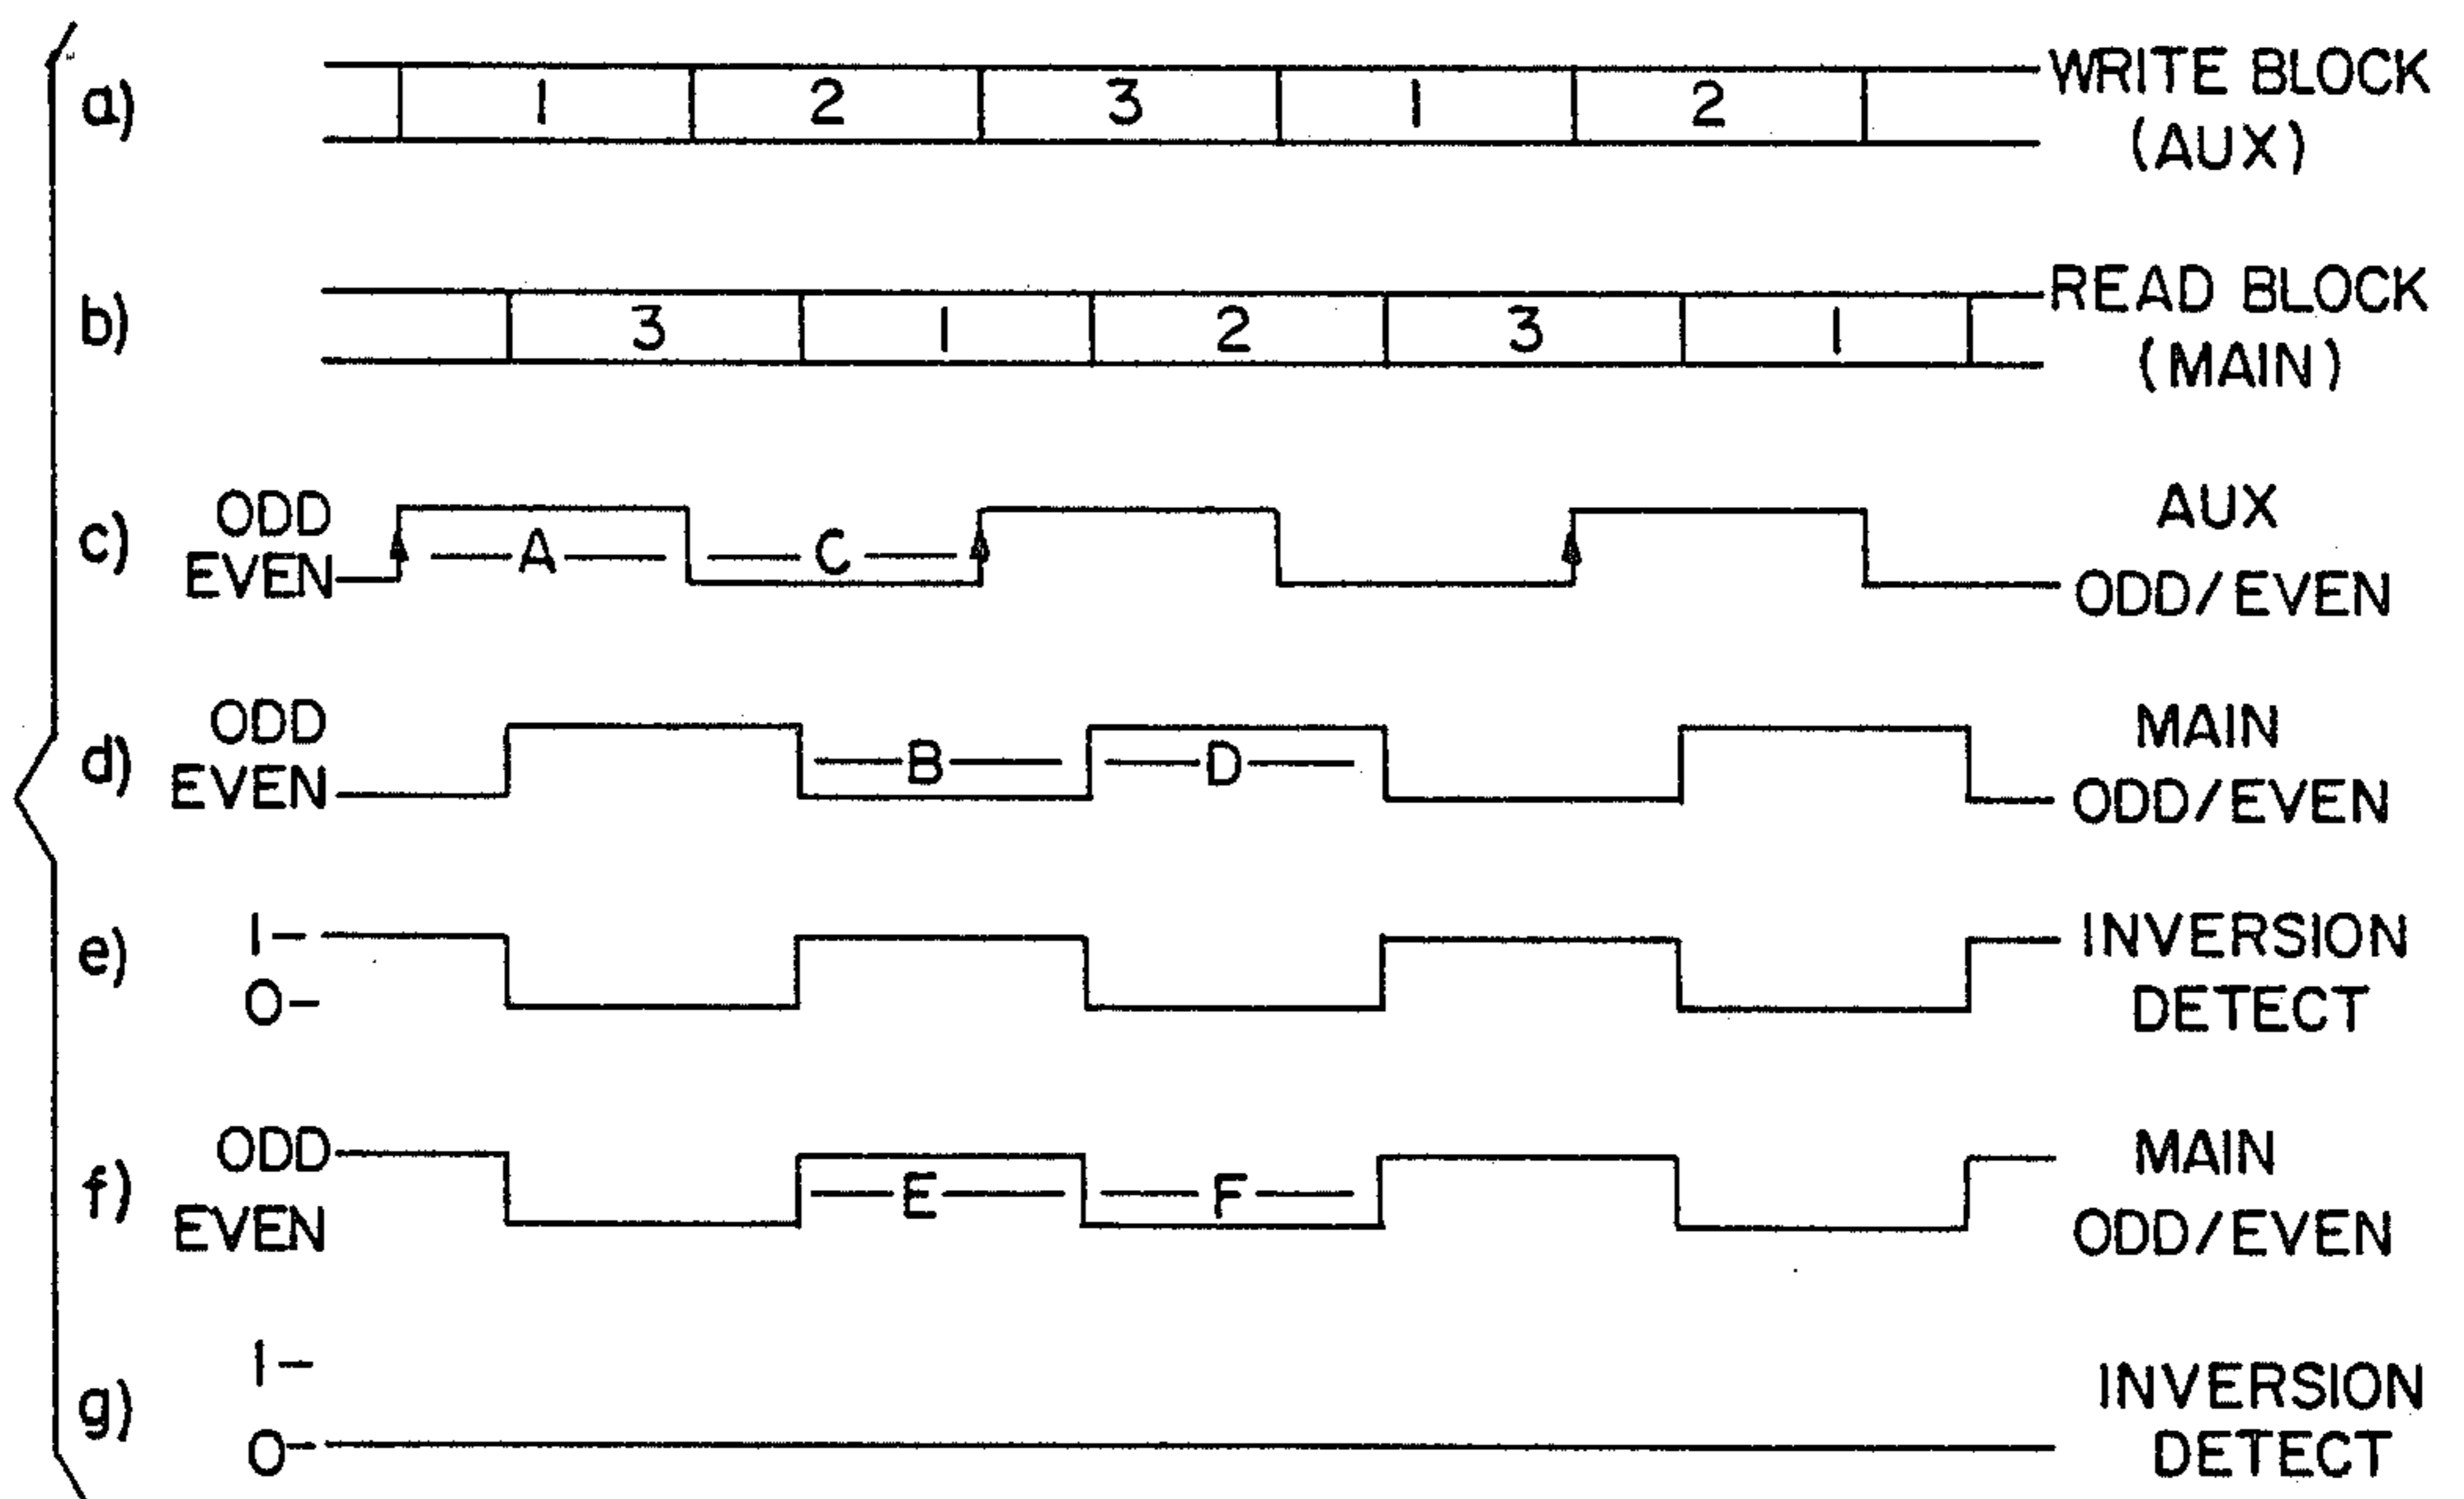 a) 1 2 3 1 2 WRITE BLOCK
(AUX)
b) 3 1 2 3 1 READ BLOCK
(MAIN)
c) ODD AUX
EVEN A C ODD/EVEN
d) ODD MAIN
EVEN B D ODD/EVEN
e) 1 INVERSION
0 DETECT
f) ODD MAIN
EVEN E F ODD/EVEN
g) 1 INVERSION
0 DETECT